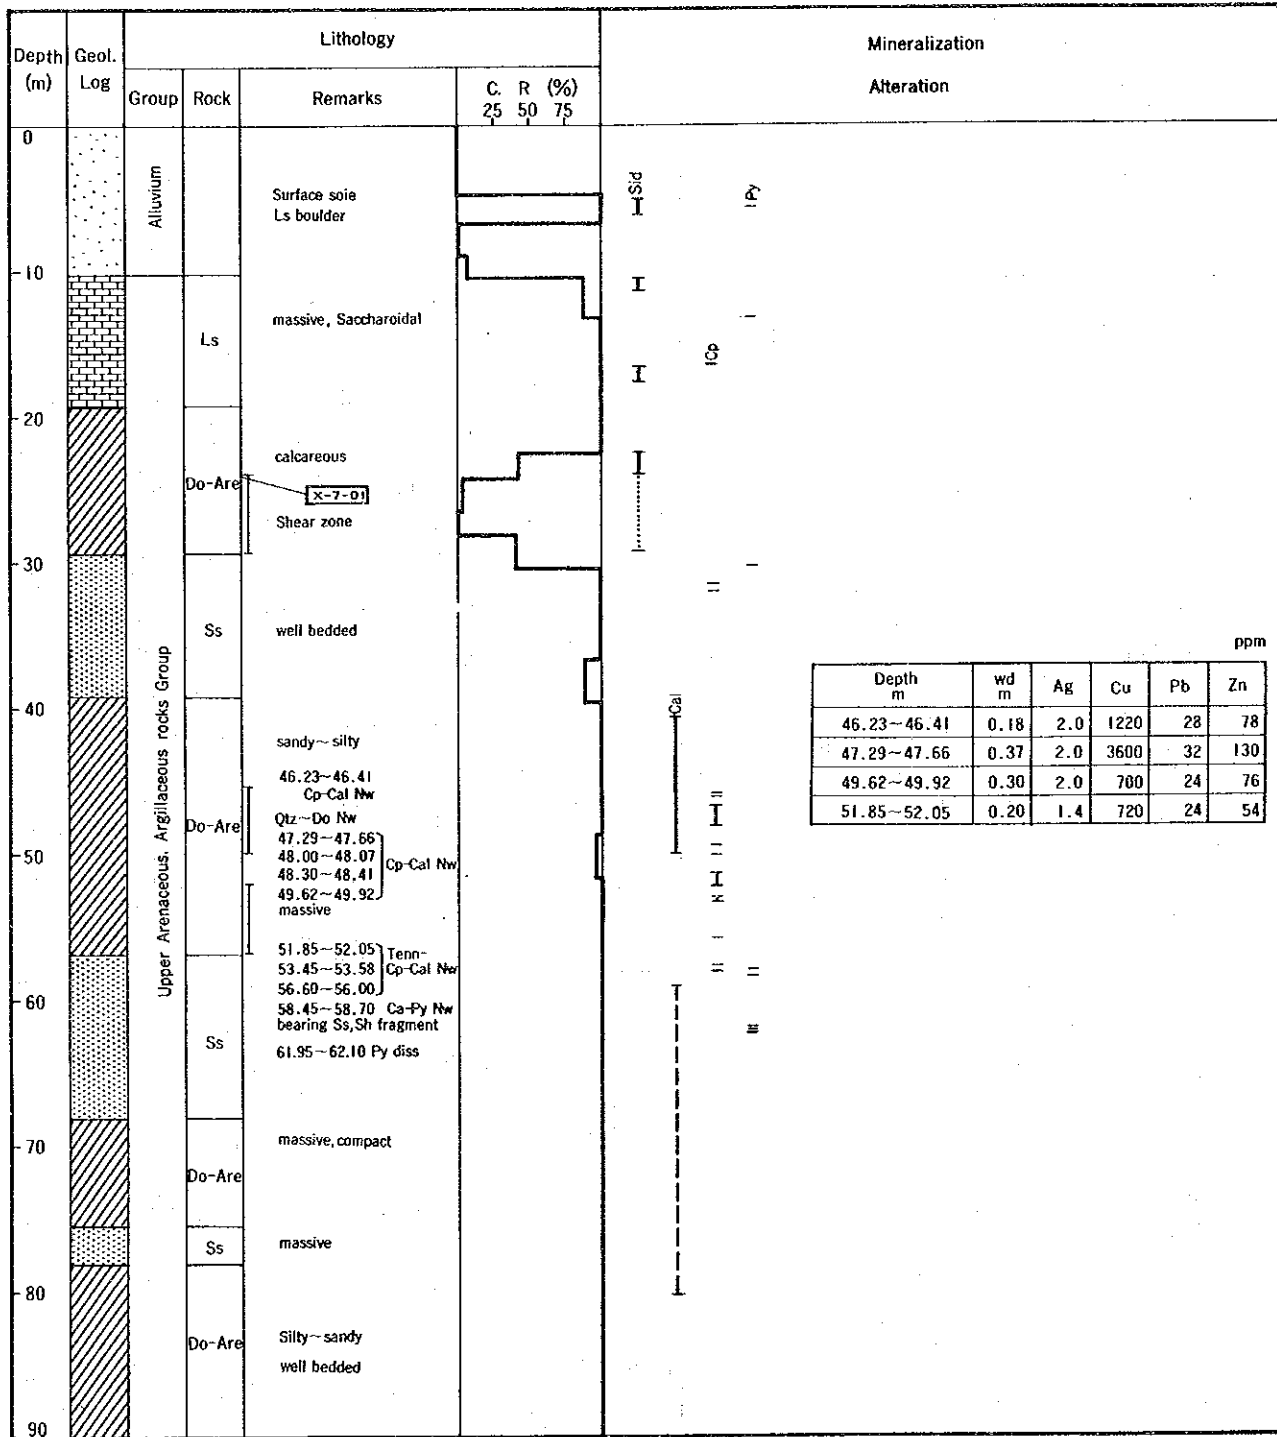 Depth (m)
Geol. Log
Lithology
Group
Rock
Remarks
C. R (%)
25 50 75
Mineralization
Alteration
0
10
20
30
40
50
60
70
80
90
Alluvium
Upper Arenaceous, Argillaceous rocks Group
Ls
Do-Are
Ss
Do-Are
Ss
Do-Are
Ss
Do-Are
Surface soie
Ls boulder
massive, Saccharoidal
calcareous
X-7-01
Shear zone
well bedded
sandy~silty
46.23~46.41
Cp-Cal Nw
Qtz~Do Nw
47.29~47.66
48.00~48.07
48.30~48.41
49.62~49.92
Cp-Cal Nw
massive
51.85~52.05
53.45~53.58
56.60~56.00
Tenn-
Cp-Cal Nw
58.45~58.70 Ca-Py Nw
bearing Ss,Sh fragment
61.95~62.10 Py diss
massive, compact
massive
Silty~sandy
well bedded
Sid
Py
Cp
Cal
ppm
Depth m wd m Ag Cu Pb Zn
46.23~46.41 0.18 2.0 1220 28 78
47.29~47.66 0.37 2.0 3600 32 130
49.62~49.92 0.30 2.0 700 24 76
51.85~52.05 0.20 1.4 720 24 54